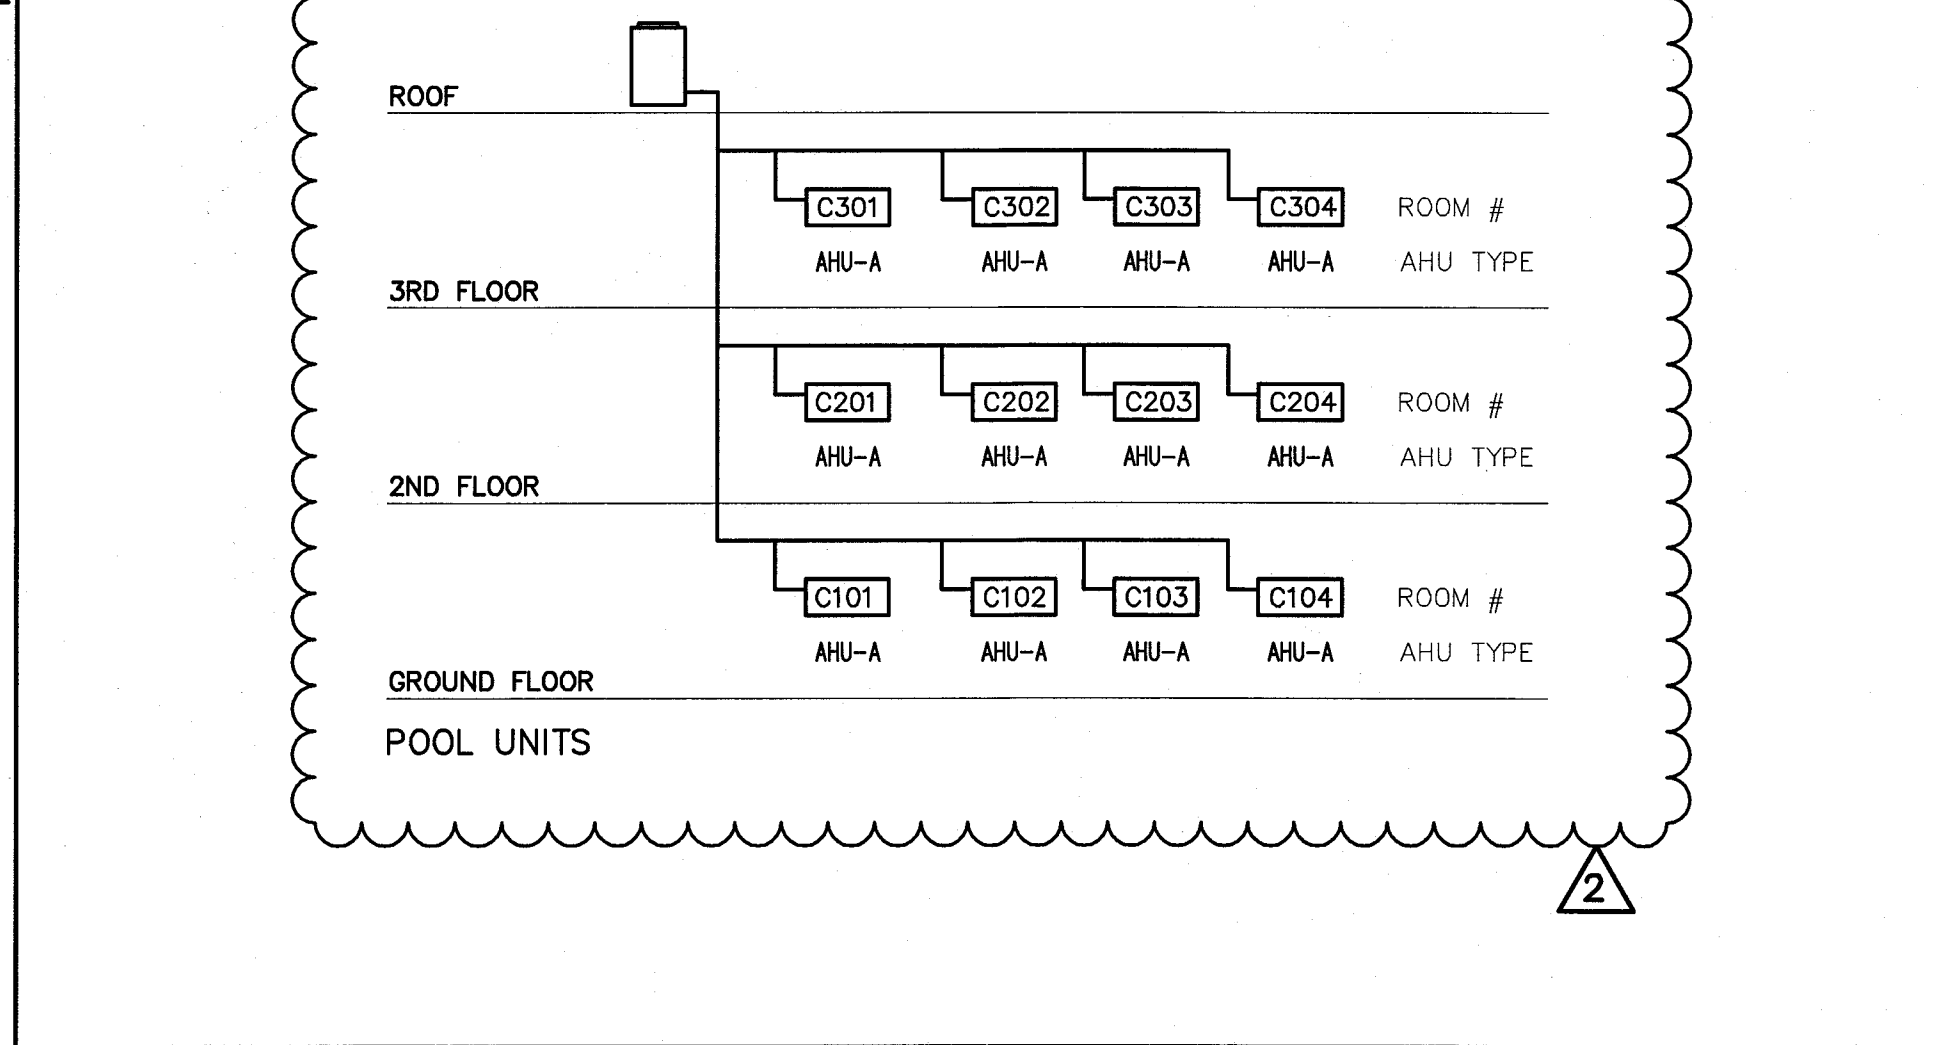 ROOF
C301 C302 C303 C304 ROOM #
AHU-A AHU-A AHU-A AHU-A AHU TYPE
3RD FLOOR
C201 C202 C203 C204 ROOM #
AHU-A AHU-A AHU-A AHU-A AHU TYPE
2ND FLOOR
C101 C102 C103 C104 ROOM #
AHU-A AHU-A AHU-A AHU-A AHU TYPE
GROUND FLOOR
POOL UNITS
2